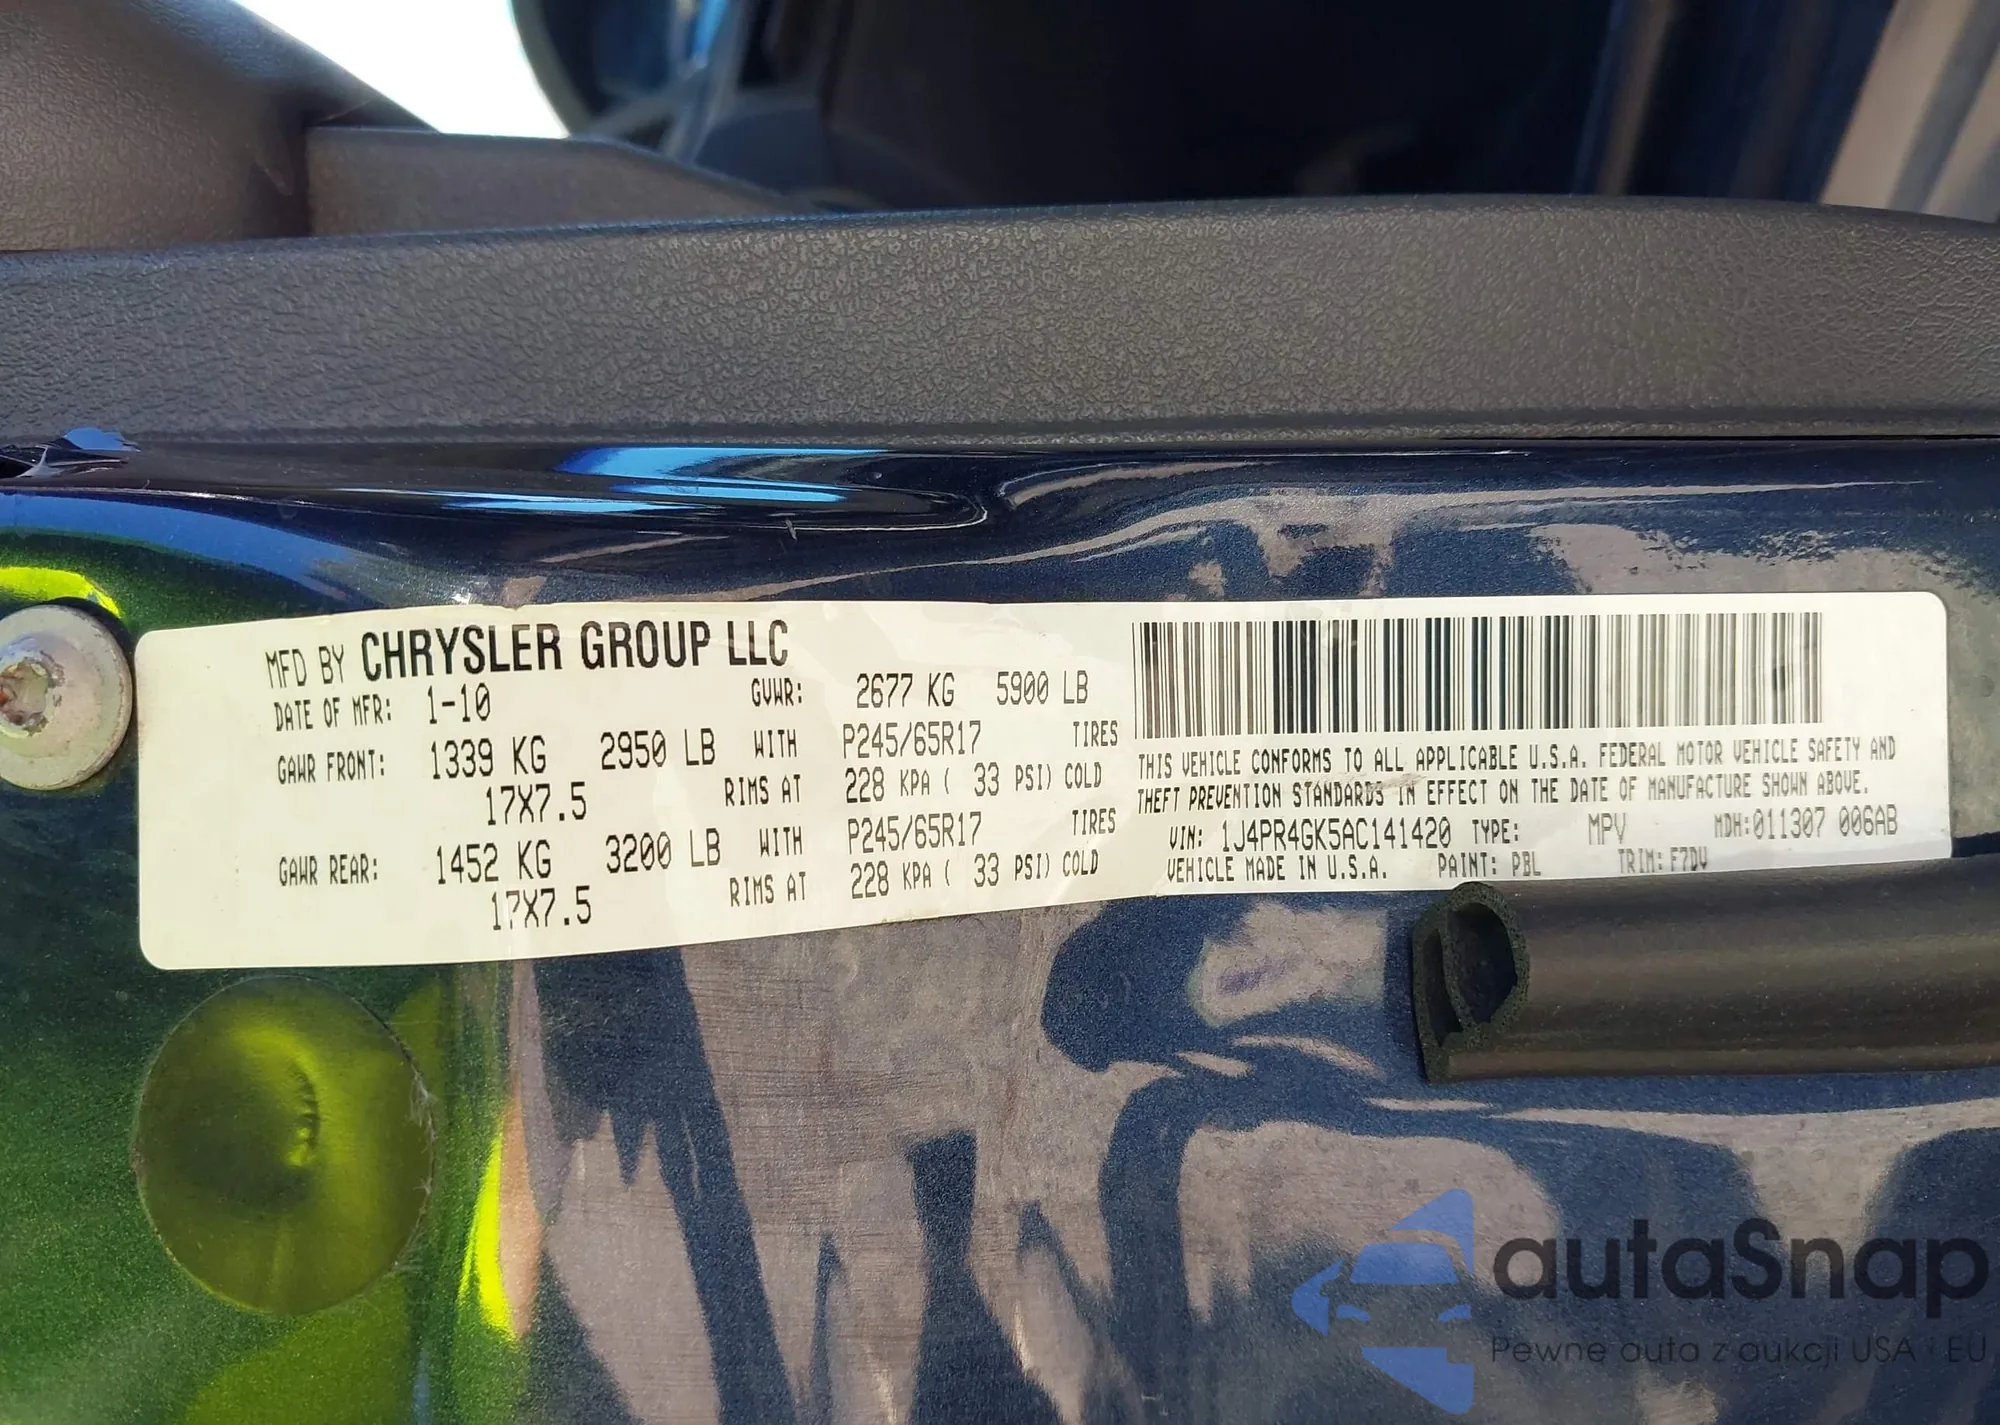 MFD BY CHRYSLER GROUP LLC
DATE OF MFR: 1-10 GVWR: 2677 KG 5900 LB
GAWR FRONT: 1339 KG 2950 LB WITH P245/65R17 TIRES
17X7.5 RIMS AT 228 KPA ( 33 PSI) COLD
GAWR REAR: 1452 KG 3200 LB WITH P245/65R17 TIRES
17X7.5 RIMS AT 228 KPA ( 33 PSI) COLD
THIS VEHICLE CONFORMS TO ALL APPLICABLE U.S.A. FEDERAL MOTOR VEHICLE SAFETY AND
THEFT PREVENTION STANDARDS IN EFFECT ON THE DATE OF MANUFACTURE SHOWN ABOVE.
VIN: 1J4PR4GK5AC141420 TYPE: MPV MDH:011307 006AB
VEHICLE MADE IN U.S.A. PAINT: PBL TRIM: F7DV
autaSnap
Pewne auta z aukcji USA i EU